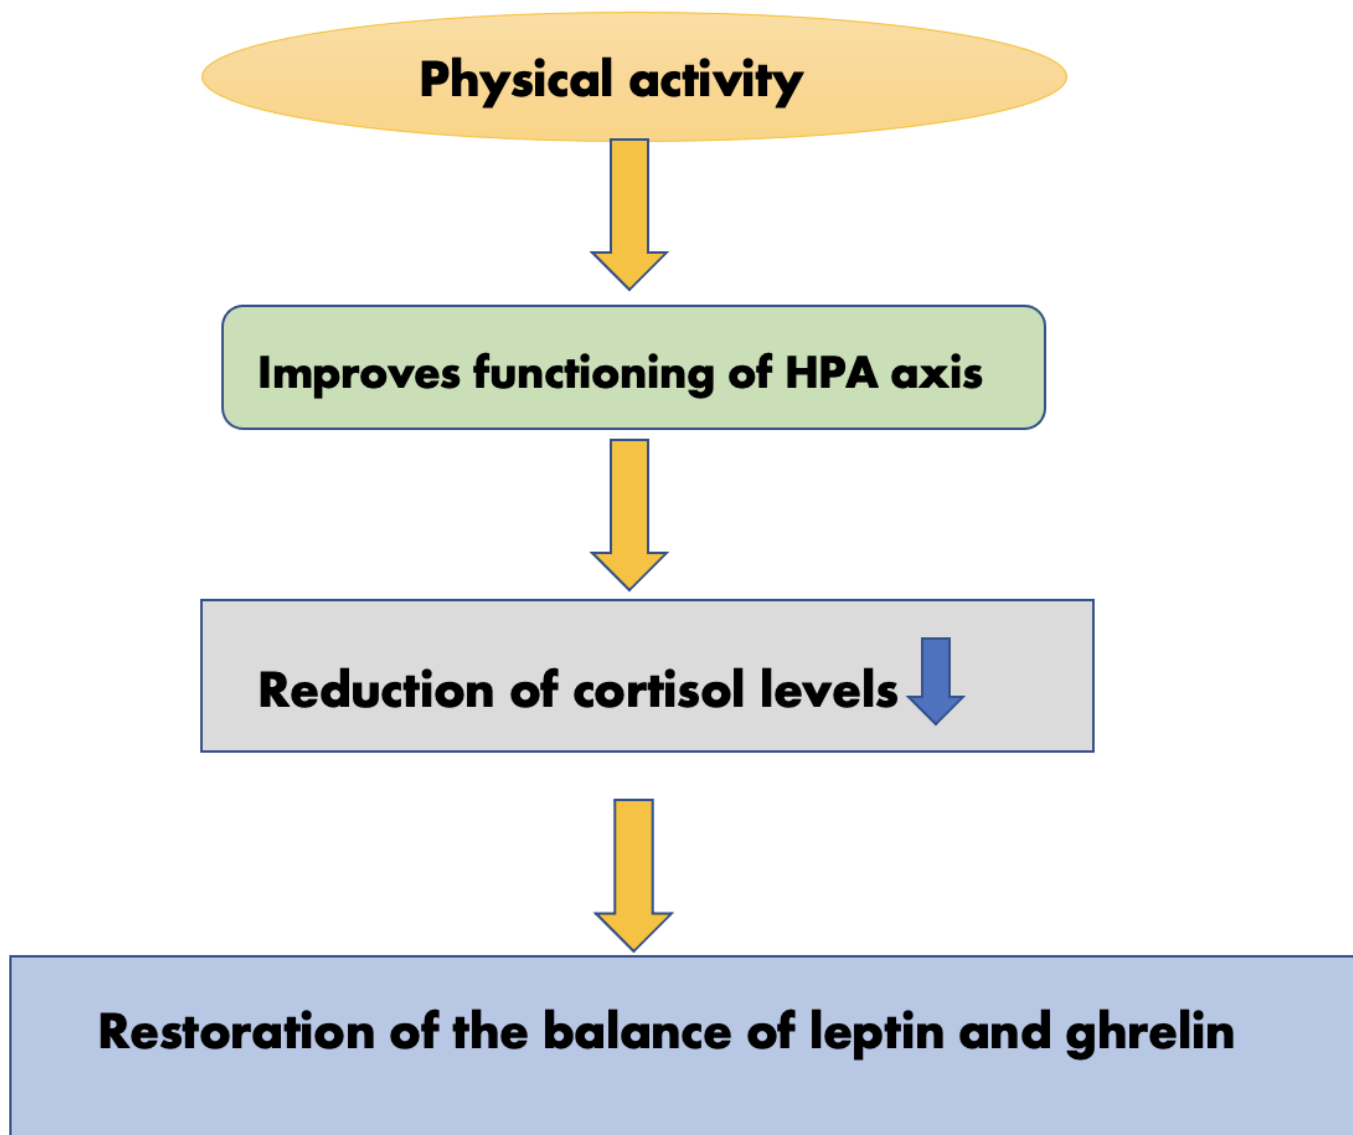 Physical activity
Improves functioning of HPA axis
Reduction of cortisol levels
Restoration of the balance of leptin and ghrelin